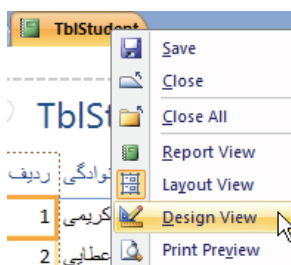 TblStudent
Save
Close
Close All
TblSt
Report View
ردیف
Layout View
کریمی 1
Design View
عطایی 2
Print Preview